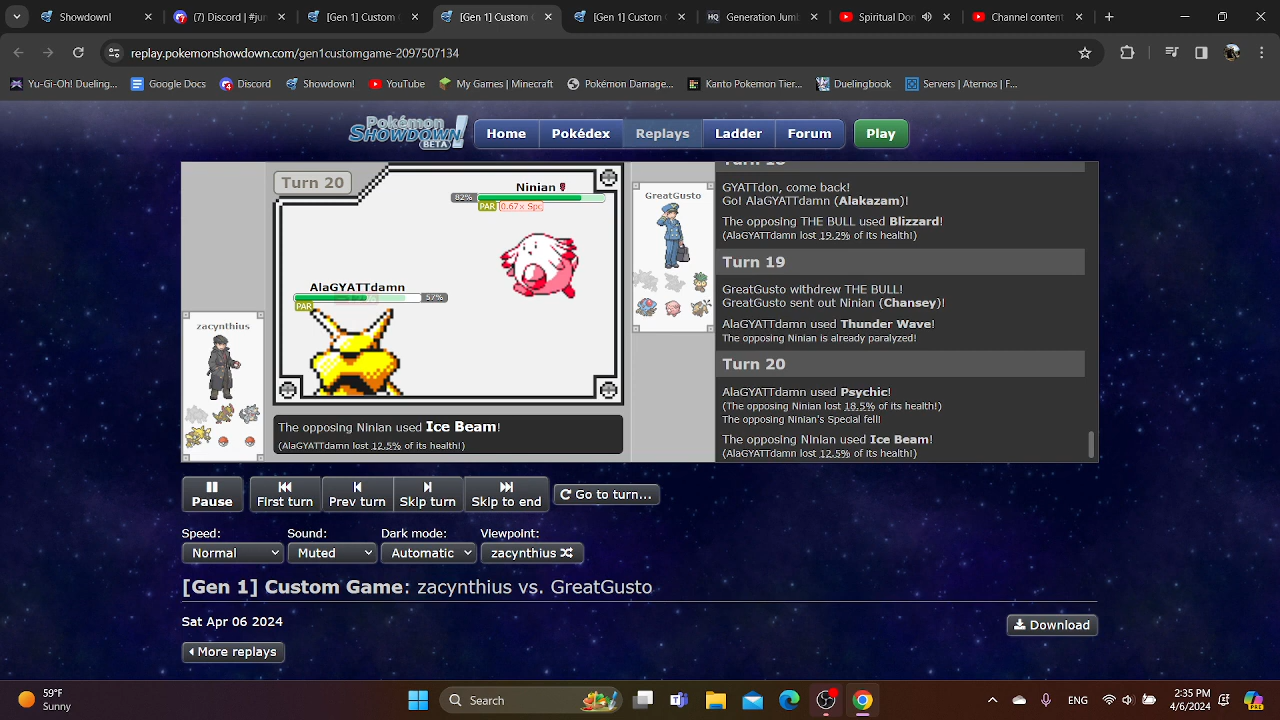 Showdown!
(7) Discord | #jun
[Gen 1] Custom G
[Gen 1] Custom G
[Gen 1] Custom G
HQ Generation Jumb
Spiritual Don
Channel content
replay.pokemonshowdown.com/gen1customgame-2097507134
Yu-Gi-Oh! Dueling...
Google Docs
Discord
Showdown!
YouTube
My Games | Minecraft
Pokémon Damage...
Kanto Pokemon Tier...
Duelingbook
Servers | Aternos | F...
Pokémon
SHOWDOWN!
BETA
Home
Pokédex
Replays
Ladder
Forum
Play
Turn 20
Ninian
82%
PAR 0.67× Spc
AlaGYATTdamn
57%
PAR
zacynthius
GreatGusto
The opposing Ninian used Ice Beam!
(AlaGYATTdamn lost 12.5% of its health!)
Turn 18
GYATTdon, come back!
Go! AlaGYATTdamn (Alakazam)!
The opposing THE BULL used Blizzard!
(AlaGYATTdamn lost 19.2% of its health!)
Turn 19
GreatGusto withdrew THE BULL!
GreatGusto sent out Ninian (Chansey)!
AlaGYATTdamn used Thunder Wave!
The opposing Ninian is already paralyzed!
Turn 20
AlaGYATTdamn used Psychic!
(The opposing Ninian lost 18.5% of its health!)
The opposing Ninian's Special fell!
The opposing Ninian used Ice Beam!
(AlaGYATTdamn lost 12.5% of its health!)
Pause
First turn
Prev turn
Skip turn
Skip to end
Go to turn...
Speed:
Sound:
Dark mode:
Viewpoint:
Normal
Muted
Automatic
zacynthius
[Gen 1] Custom Game: zacynthius vs. GreatGusto
Sat Apr 06 2024
Download
More replays
59°F
Sunny
Search
ENG
2:35 PM
4/6/2024
PRE